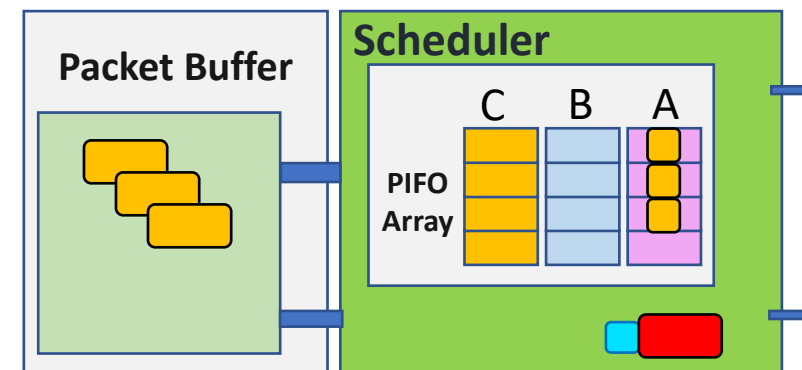 Packet Buffer
Scheduler
C B A
PIFO
Array